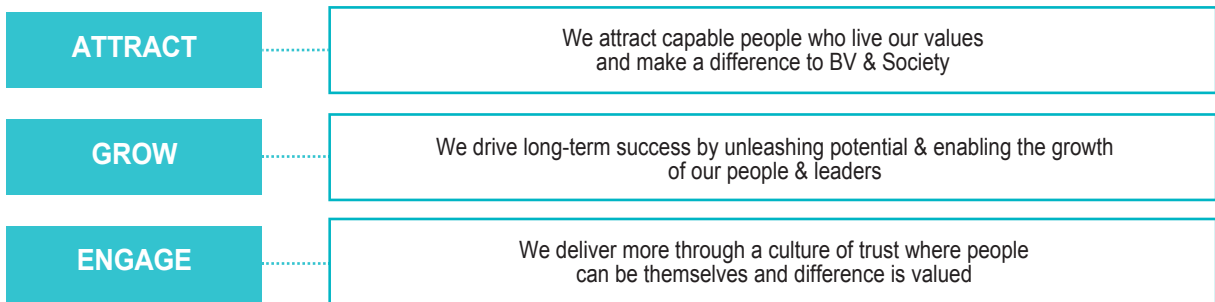 ATTRACT
We attract capable people who live our values
and make a difference to BV & Society
GROW
We drive long-term success by unleashing potential & enabling the growth
of our people & leaders
ENGAGE
We deliver more through a culture of trust where people
can be themselves and difference is valued